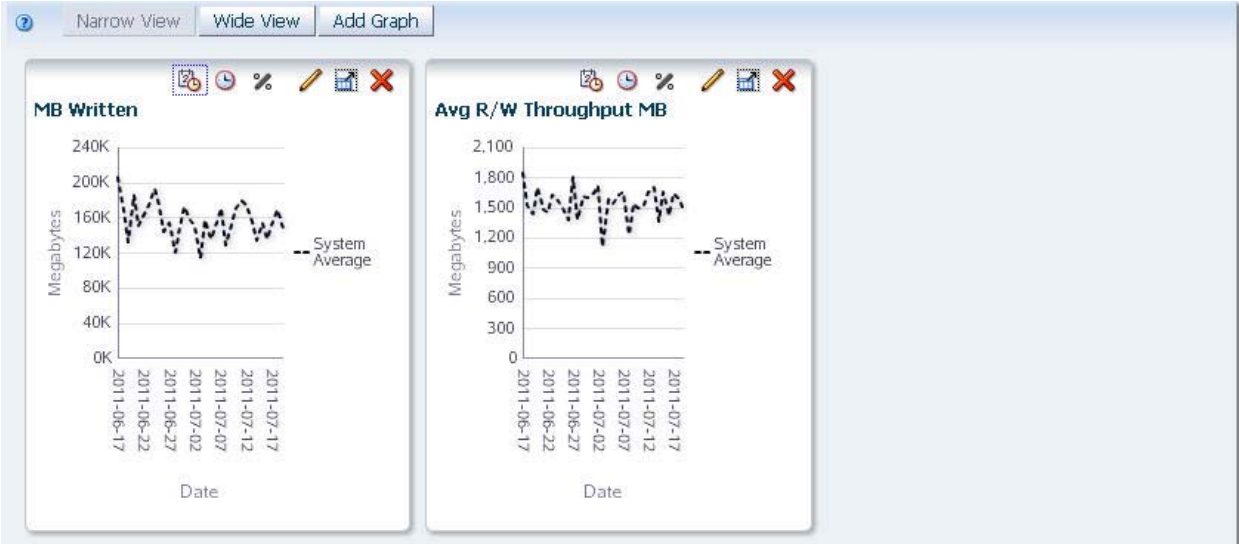 Narrow View
Wide View
Add Graph
MB Written
240K
200K
160K
120K
80K
40K
0K
Megabytes
2011-06-17
2011-06-22
2011-06-27
2011-07-02
2011-07-07
2011-07-12
2011-07-17
Date
System
Average
Avg R/W Throughput MB
2,100
1,800
1,500
1,200
900
600
300
0
Megabytes
2011-06-17
2011-06-22
2011-06-27
2011-07-02
2011-07-07
2011-07-12
2011-07-17
Date
System
Average